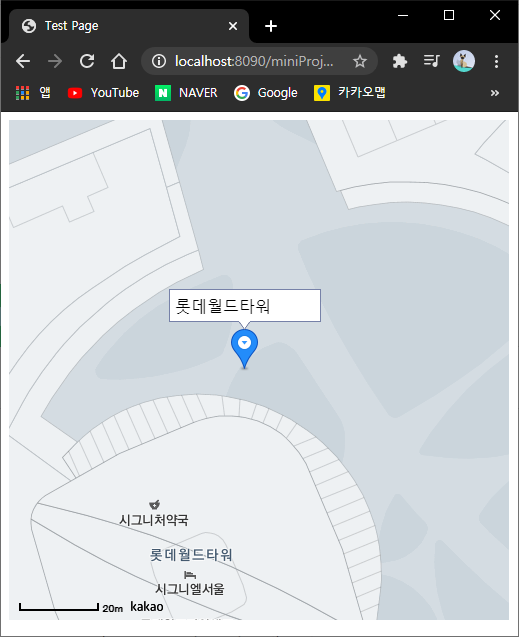 Test Page
localhost:8090/miniProj...
앱 YouTube NAVER Google 카카오맵 »
롯데월드타워
시그니처약국
롯데월드타워
시그니엘서울
20m kakao